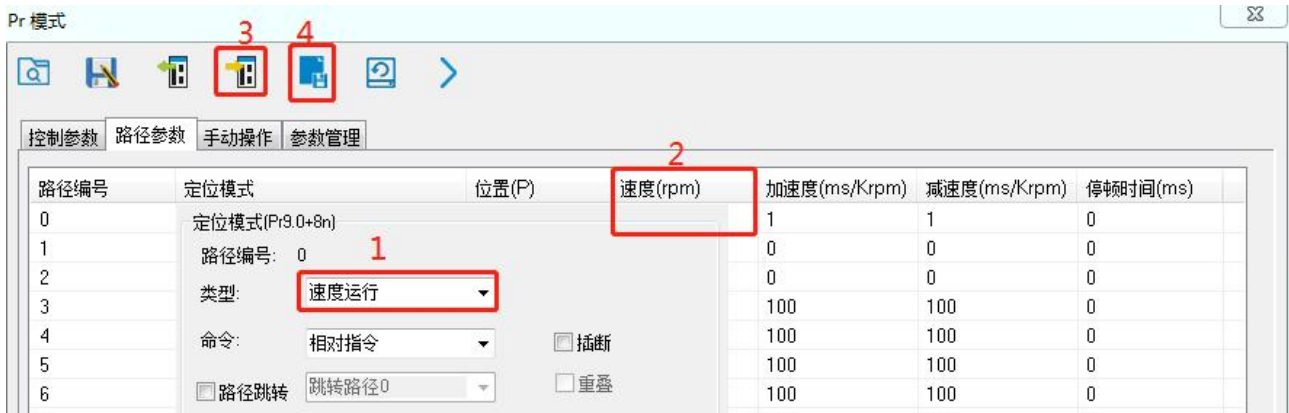 Pr 模式
3 4
控制参数 路径参数 手动操作 参数管理
2
路径编号 定位模式 位置(P) 速度(rpm) 加速度(ms/Krpm) 减速度(ms/Krpm) 停顿时间(ms)
0 定位模式(Pr9.0+8n) 1 1 0
1 路径编号: 0 1 0 0 0
2 类型: 速度运行 0 0 0
3 100 100 0
4 命令: 相对指令 插断 100 100 0
5 100 100 0
6 路径跳转 跳转路径0 重叠 100 100 0